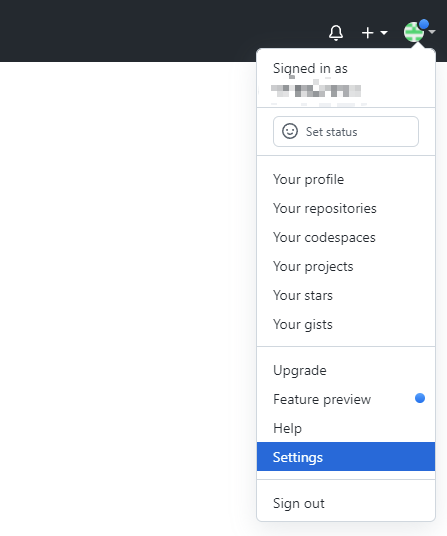 Signed in as
Set status
Your profile
Your repositories
Your codespaces
Your projects
Your stars
Your gists
Upgrade
Feature preview
Help
Settings
Sign out